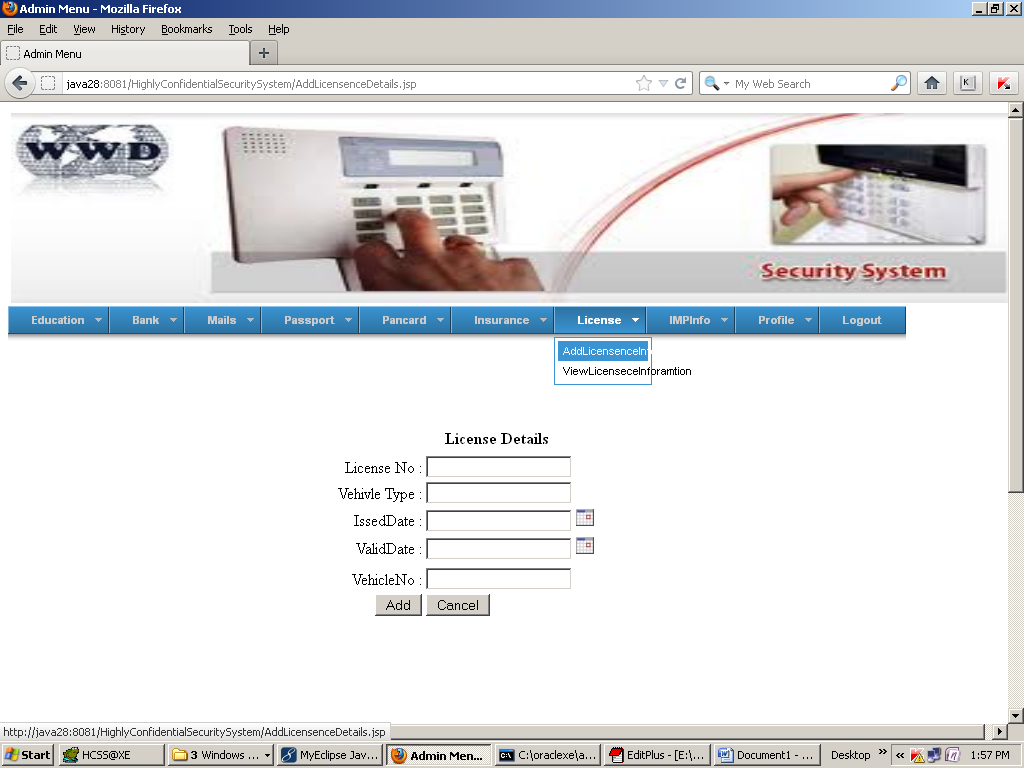 Admin Menu - Mozilla Firefox
File Edit View History Bookmarks Tools Help
Admin Menu
java28:8081/HighlyConfidentialSecuritySystem/AddLicensenceDetails.jsp
My Web Search
K
WWD
Security System
Education Bank Mails Passport Pancard Insurance License IMPInfo Profile Logout
AddLicensenceInf
ViewLicenseceInforamtion
License Details
License No :
Vehivle Type :
IssedDate :
ValidDate :
VehicleNo :
Add Cancel
http://java28:8081/HighlyConfidentialSecuritySystem/AddLicensenceDetails.jsp
Start HCSS@XE 3 Windows ... MyEclipse Jav... Admin Men... C:\oraclexe\a... EditPlus - [E:\... Document1 - ... Desktop » « 1:57 PM